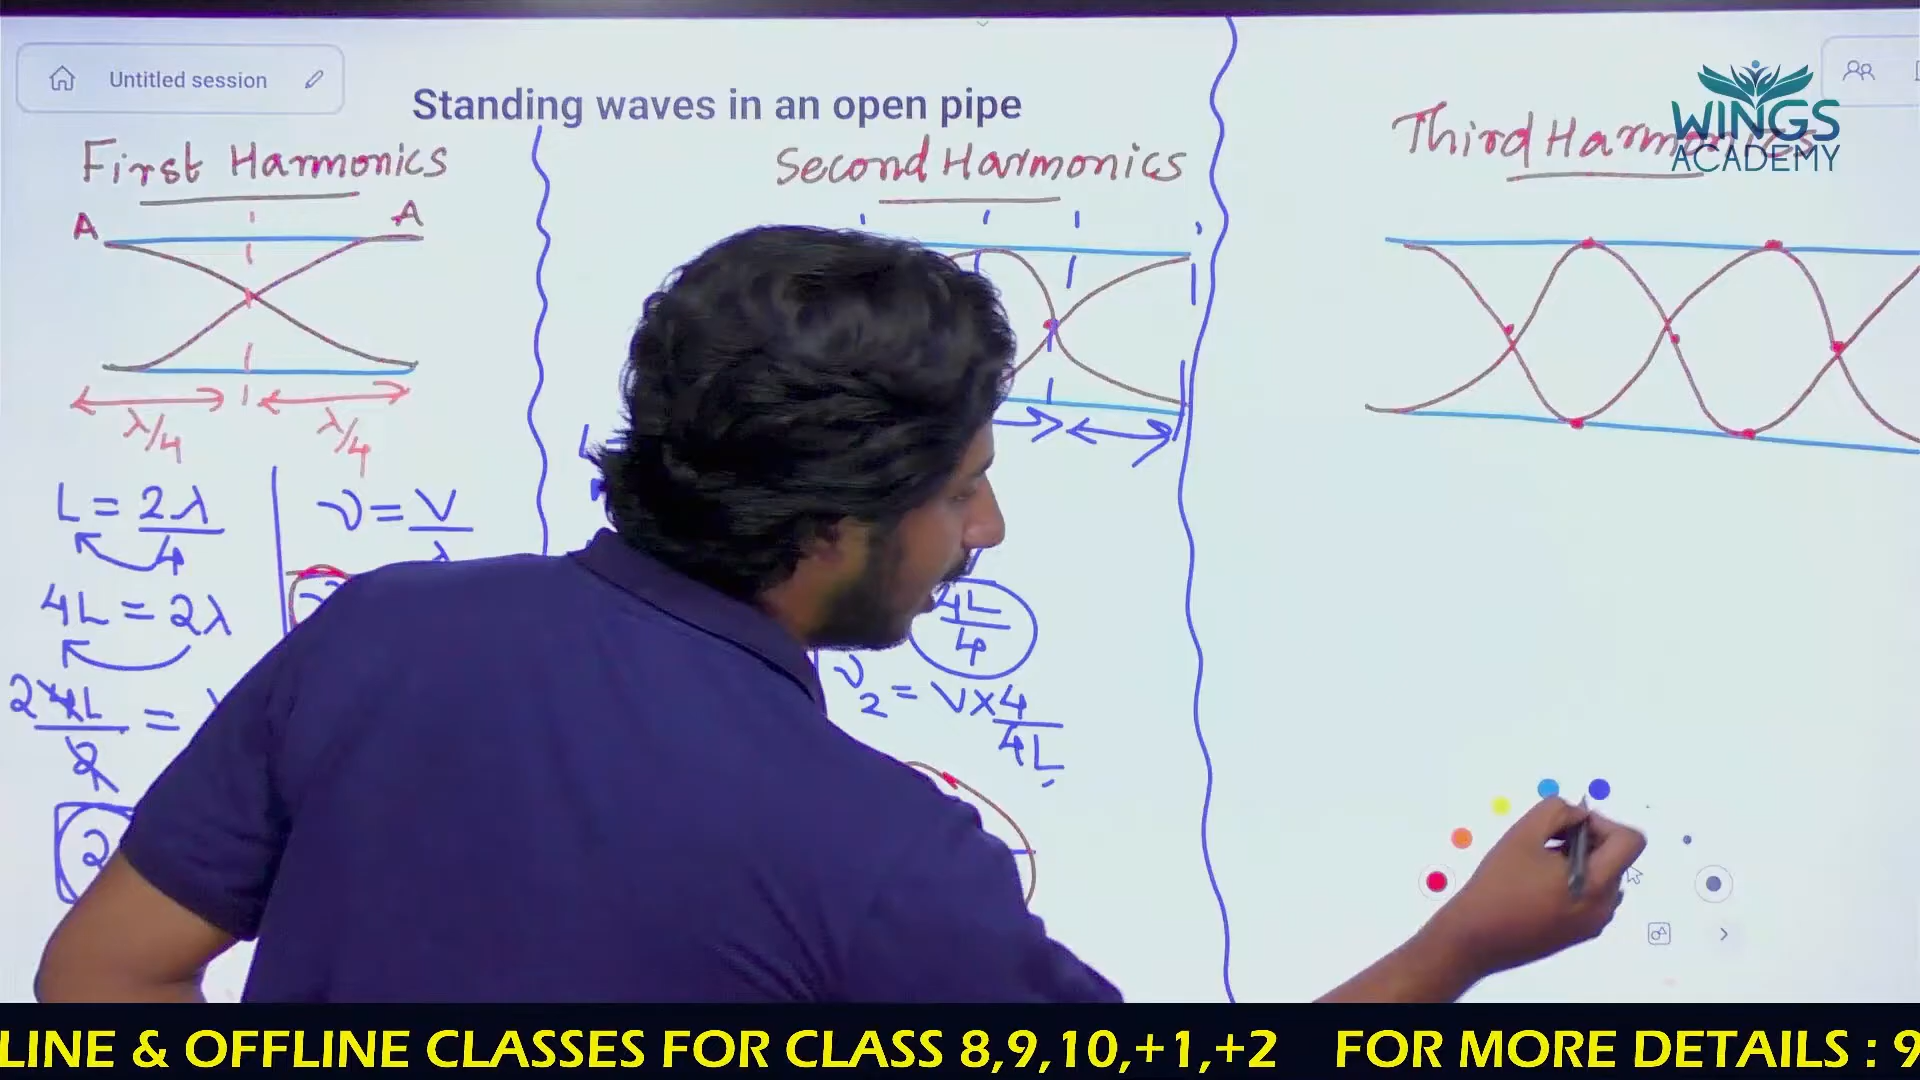 Untitled session
Standing waves in an open pipe
WINGS
ACADEMY
First Harmonics
Second Harmonics
Third Harmonics
A
A
λ/4
λ/4
L = 2λ/4
4L = 2λ
ν = V/λ
4L/4
ν2 = V×4/4L
LINE & OFFLINE CLASSES FOR CLASS 8,9,10,+1,+2 FOR MORE DETAILS : 9